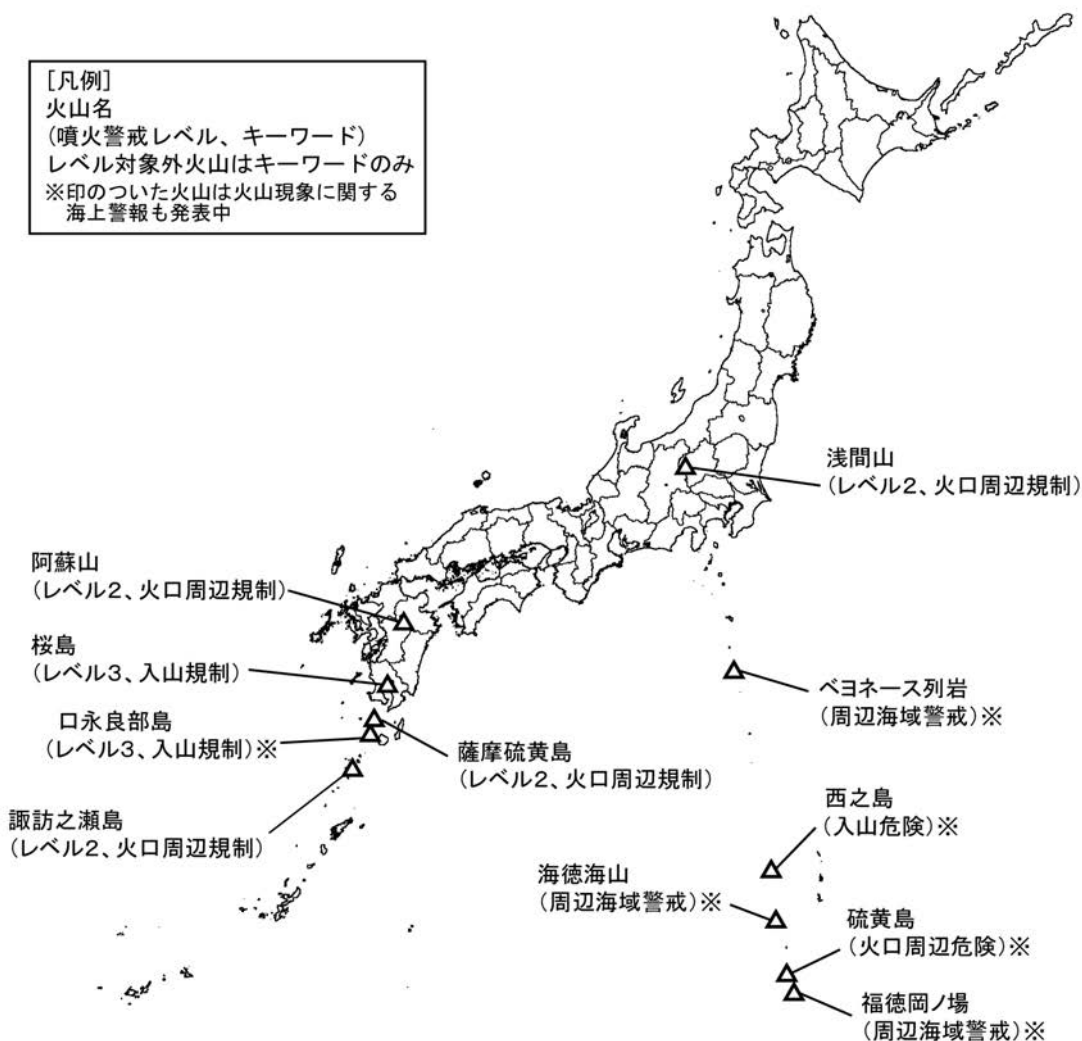 [凡例]
火山名
(噴火警戒レベル、キーワード)
レベル対象外火山はキーワードのみ
※印のついた火山は火山現象に関する
海上警報も発表中
浅間山
(レベル2、火口周辺規制)
阿蘇山
(レベル2、火口周辺規制)
桜島
(レベル3、入山規制)
口永良部島
(レベル3、入山規制)※
薩摩硫黄島
(レベル2、火口周辺規制)
諏訪之瀬島
(レベル2、火口周辺規制)
ベヨネース列岩
(周辺海域警戒)※
西之島
(入山危険)※
海徳海山
(周辺海域警戒)※
硫黄島
(火口周辺危険)※
福徳岡ノ場
(周辺海域警戒)※